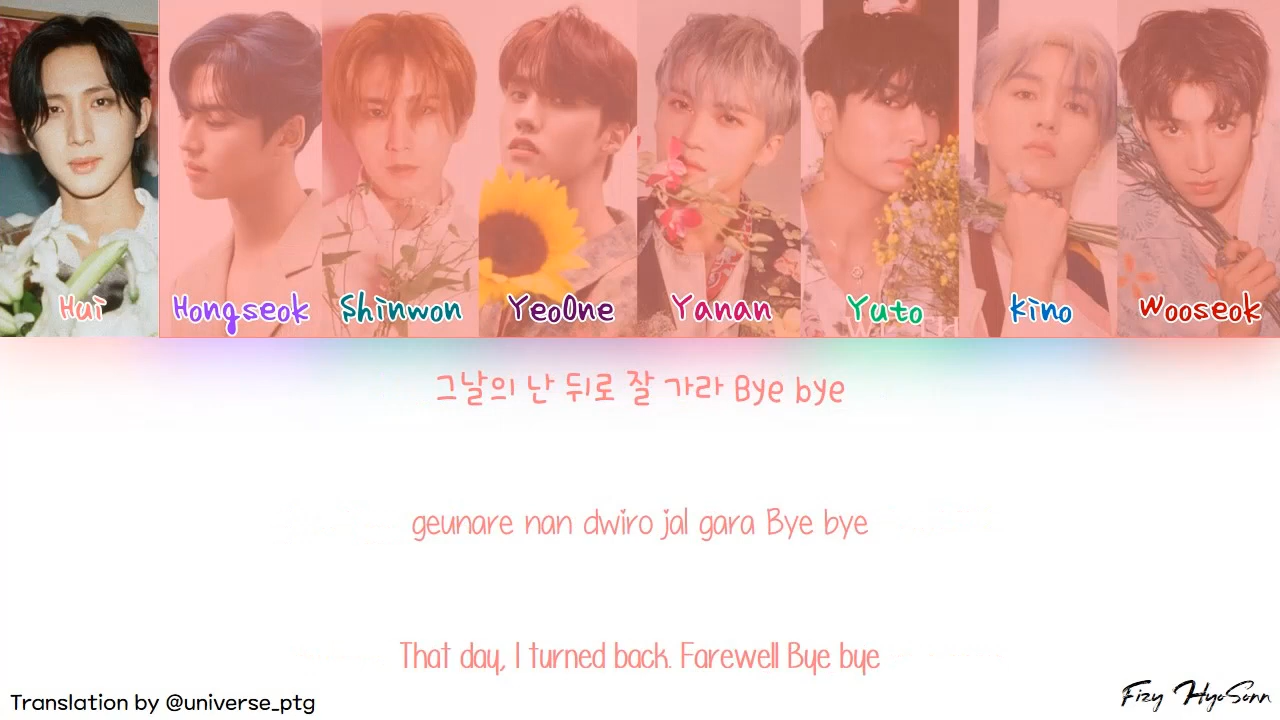 Hui Hongseok Shinwon YeoOne Yanan Yuto kino Wooseok
그날의 난 뒤로 잘 가라 Bye bye
geunare nan dwiro jal gara Bye bye
That day, I turned back. Farewell Bye bye
Translation by @universe_ptg
Fizy HyoSonn